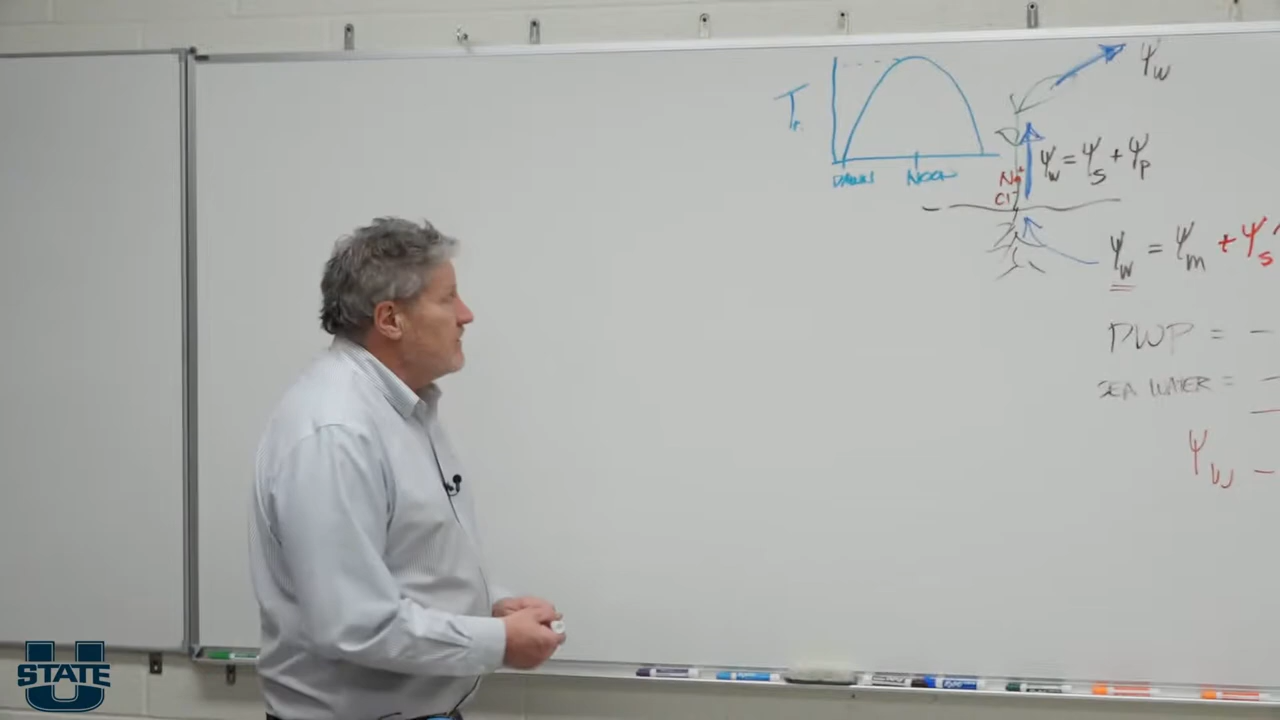 Ψw
Tr
Ψw = Ψs + Ψp
DAWN NOON
Na+
Cl-
Ψw = Ψm + Ψs
PWP = -
SEA WATER = -
Ψw -
U STATE